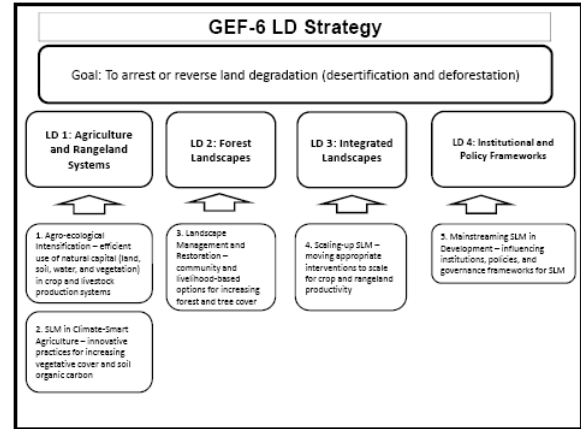 GEF-6 LD Strategy
Goal: To arrest or reverse land degradation (desertification and deforestation)
LD 1: Agriculture
and Rangeland
Systems
LD 2: Forest
Landscapes
LD 3: Integrated
Landscapes
LD 4: Institutional and
Policy Frameworks
1. Agro-ecological
Intensification – efficient
use of natural capital (land,
soil, water, and vegetation)
in crop and livestock
production systems
2. SLM in Climate-Smart
Agriculture – innovative
practices for increasing
vegetative cover and soil
organic carbon
3. Landscape
Management and
Restoration –
community and
livelihood-based
options for increasing
forest and tree cover
4. Scaling-up SLM –
moving appropriate
interventions to scale
for crop and rangeland
productivity
5. Mainstreaming SLM in
Development – influencing
institutions, policies, and
governance frameworks for SLM